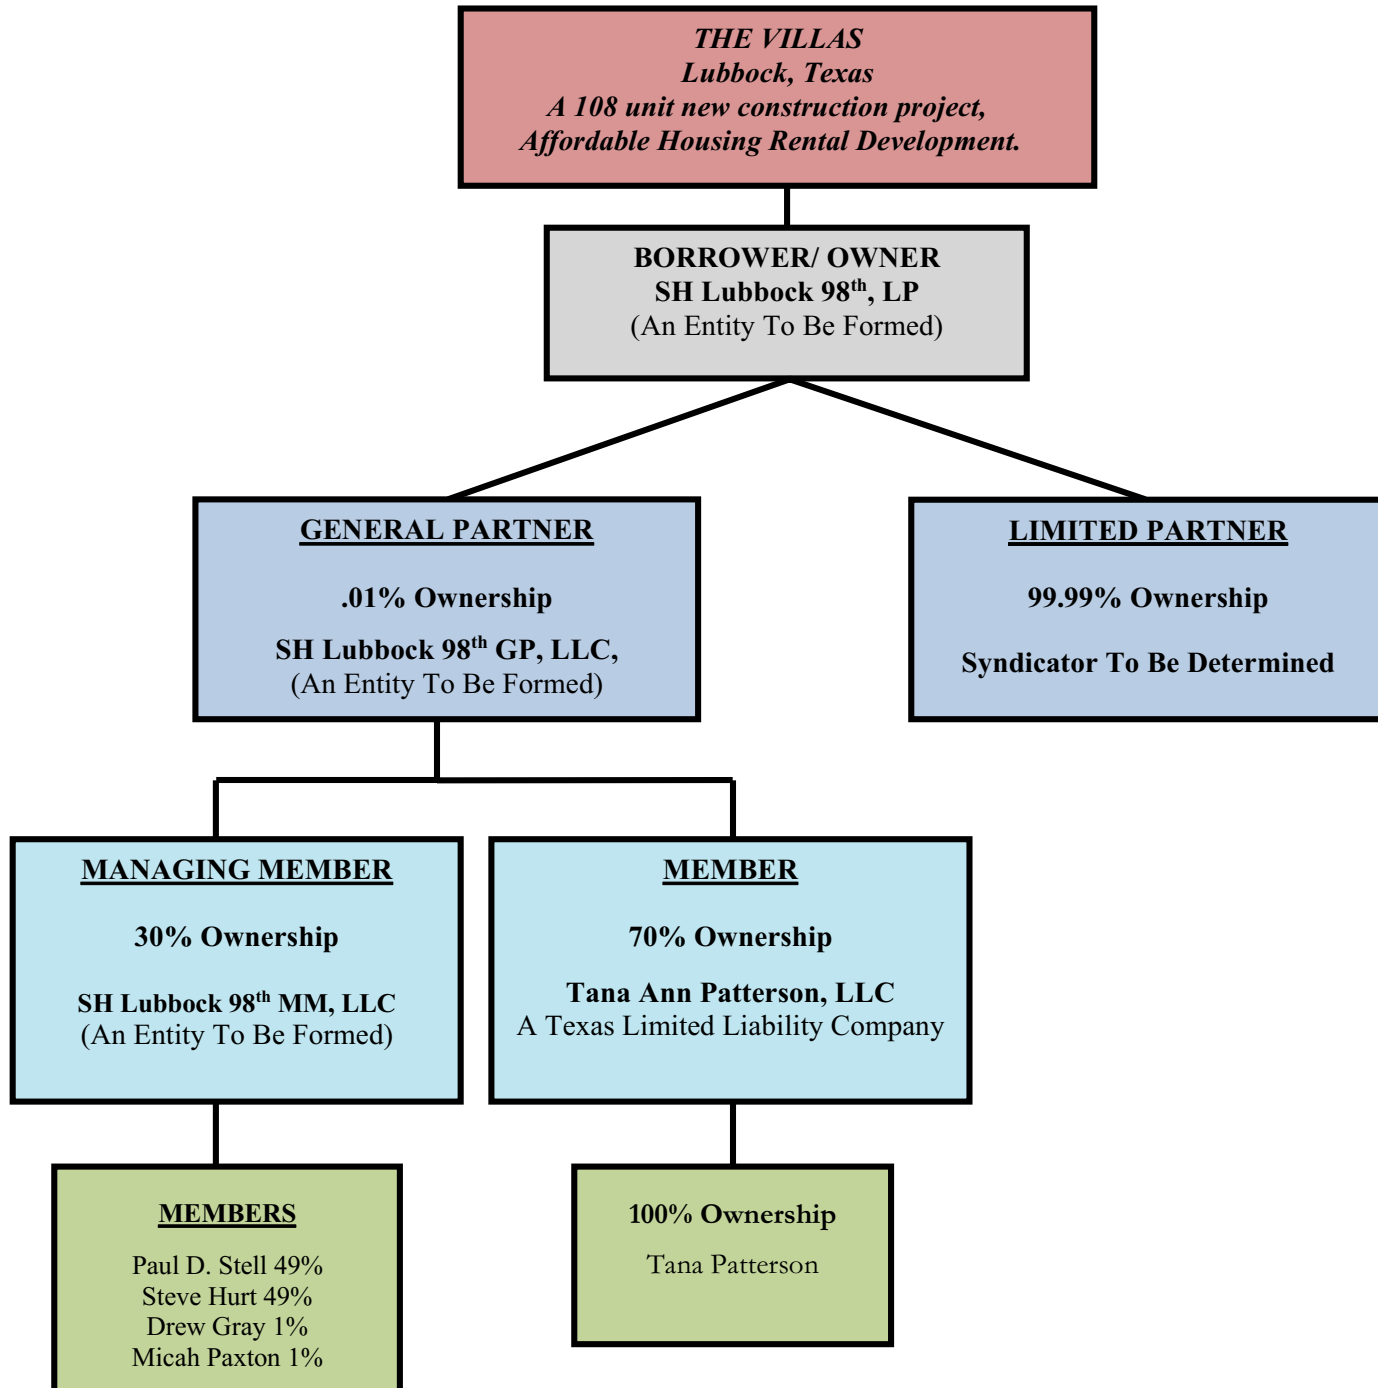 THE VILLAS
Lubbock, Texas
A 108 unit new construction project,
Affordable Housing Rental Development.
BORROWER/ OWNER
SH Lubbock 98th, LP
(An Entity To Be Formed)
GENERAL PARTNER
.01% Ownership
SH Lubbock 98th GP, LLC,
(An Entity To Be Formed)
LIMITED PARTNER
99.99% Ownership
Syndicator To Be Determined
MANAGING MEMBER
30% Ownership
SH Lubbock 98th MM, LLC
(An Entity To Be Formed)
MEMBER
70% Ownership
Tana Ann Patterson, LLC
A Texas Limited Liability Company
MEMBERS
Paul D. Stell 49%
Steve Hurt 49%
Drew Gray 1%
Micah Paxton 1%
100% Ownership
Tana Patterson